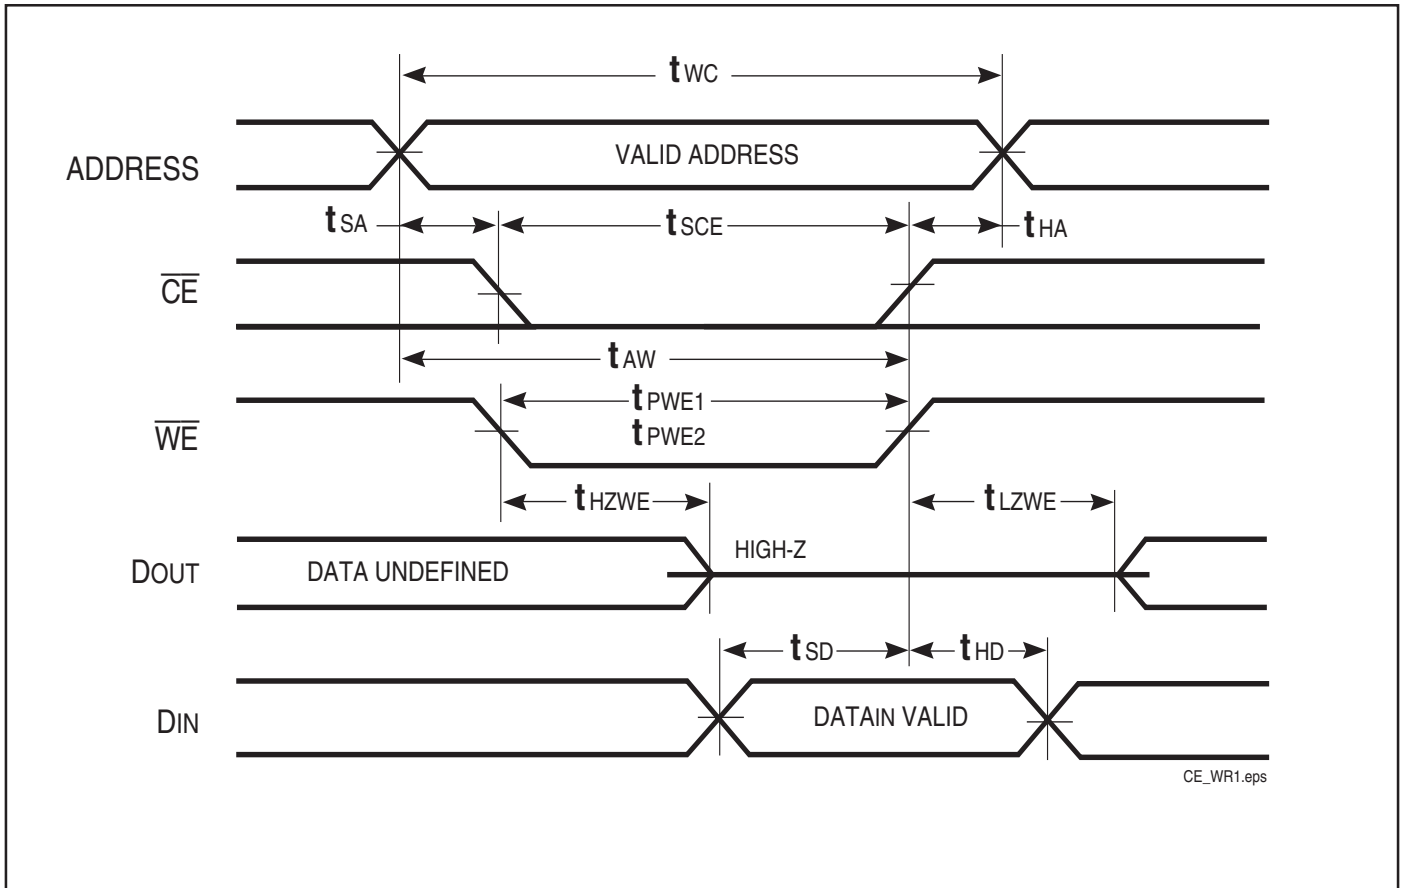 tWC
VALID ADDRESS
ADDRESS
tSA
tSCE
tHA
CE
tAW
tPWE1
WE
tPWE2
tHZWE
tLZWE
HIGH-Z
DOUT
DATA UNDEFINED
tSD
tHD
DIN
DATAIN VALID
CE_WR1.eps